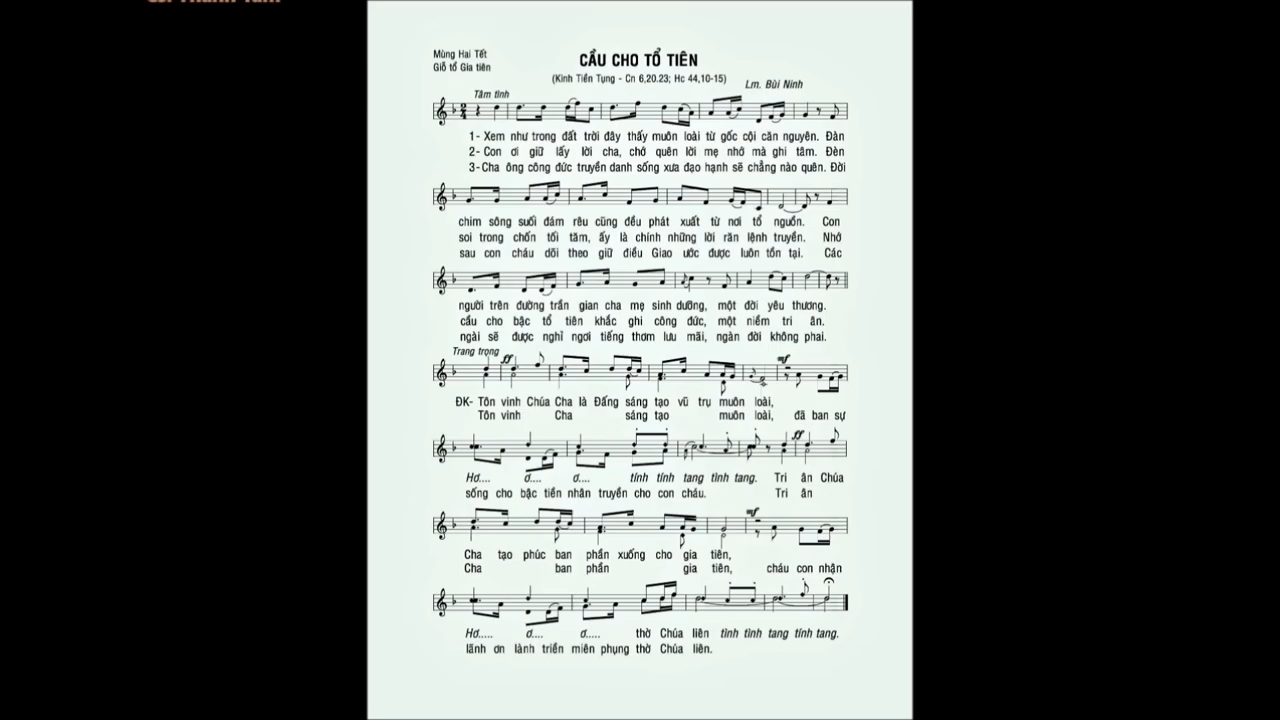 Mùng Hai Tết
Giỗ tổ Gia tiên
CẦU CHO TỔ TIÊN
(Kinh Tiền Tụng - Cn 6,20.23; Hc 44,10-15)
Lm. Bùi Ninh
Tâm tình
1- Xem như trong đất trời đây thấy muôn loài từ gốc cội căn nguyên. Đàn
2- Con ơi giữ lấy lời cha, chớ quên lời mẹ nhớ mà ghi tâm. Đèn
3- Cha ông công đức truyền danh sống xưa đạo hạnh sẽ chẳng nào quên. Đời
chim sông suối đám rêu cũng đều phát xuất từ nơi tổ nguồn. Con
soi trong chốn tối tăm, ấy là chính những lời răn lệnh truyền. Nhớ
sau con cháu dõi theo giữ điều Giao ước được luôn tồn tại. Các
người trên đường trần gian cha mẹ sinh dưỡng, một đời yêu thương.
cầu cho bậc tổ tiên khắc ghi công đức, một niềm tri ân.
ngài sẽ được nghỉ ngơi tiếng thơm lưu mãi, ngàn đời không phai.
Trang trọng ff mf
ĐK- Tôn vinh Chúa Cha là Đấng sáng tạo vũ trụ muôn loài,
Tôn vinh Cha sáng tạo muôn loài, đã ban sự
ff
Hơ.... ơ.... ơ.... tính tính tang tình tang. Tri ân Chúa
sống cho bậc tiền nhân truyền cho con cháu. Tri ân
mf
Cha tạo phúc ban phần xuống cho gia tiên,
Cha ban phần gia tiên, cháu con nhận
Hơ..... ơ.... ơ..... thờ Chúa liên tình tình tang tính tang.
lãnh ơn lành triền miên phụng thờ Chúa liên.